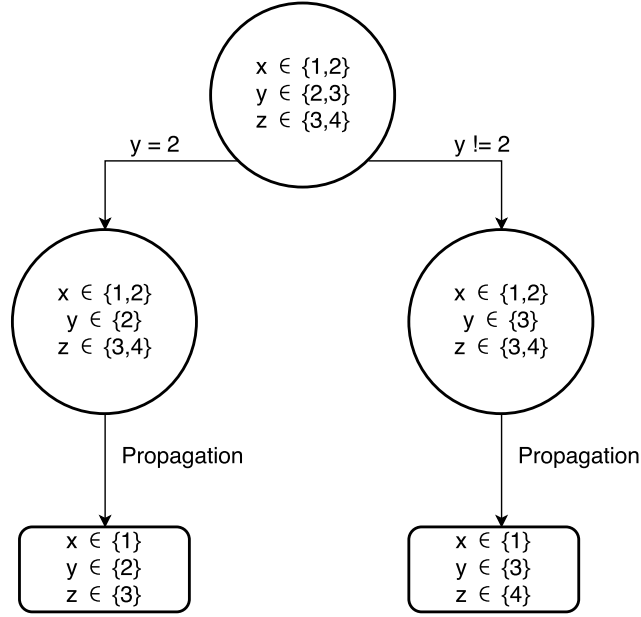 x ∈ {1,2}
y ∈ {2,3}
z ∈ {3,4}
y = 2
y != 2
x ∈ {1,2}
y ∈ {2}
z ∈ {3,4}
x ∈ {1,2}
y ∈ {3}
z ∈ {3,4}
Propagation
Propagation
x ∈ {1}
y ∈ {2}
z ∈ {3}
x ∈ {1}
y ∈ {3}
z ∈ {4}